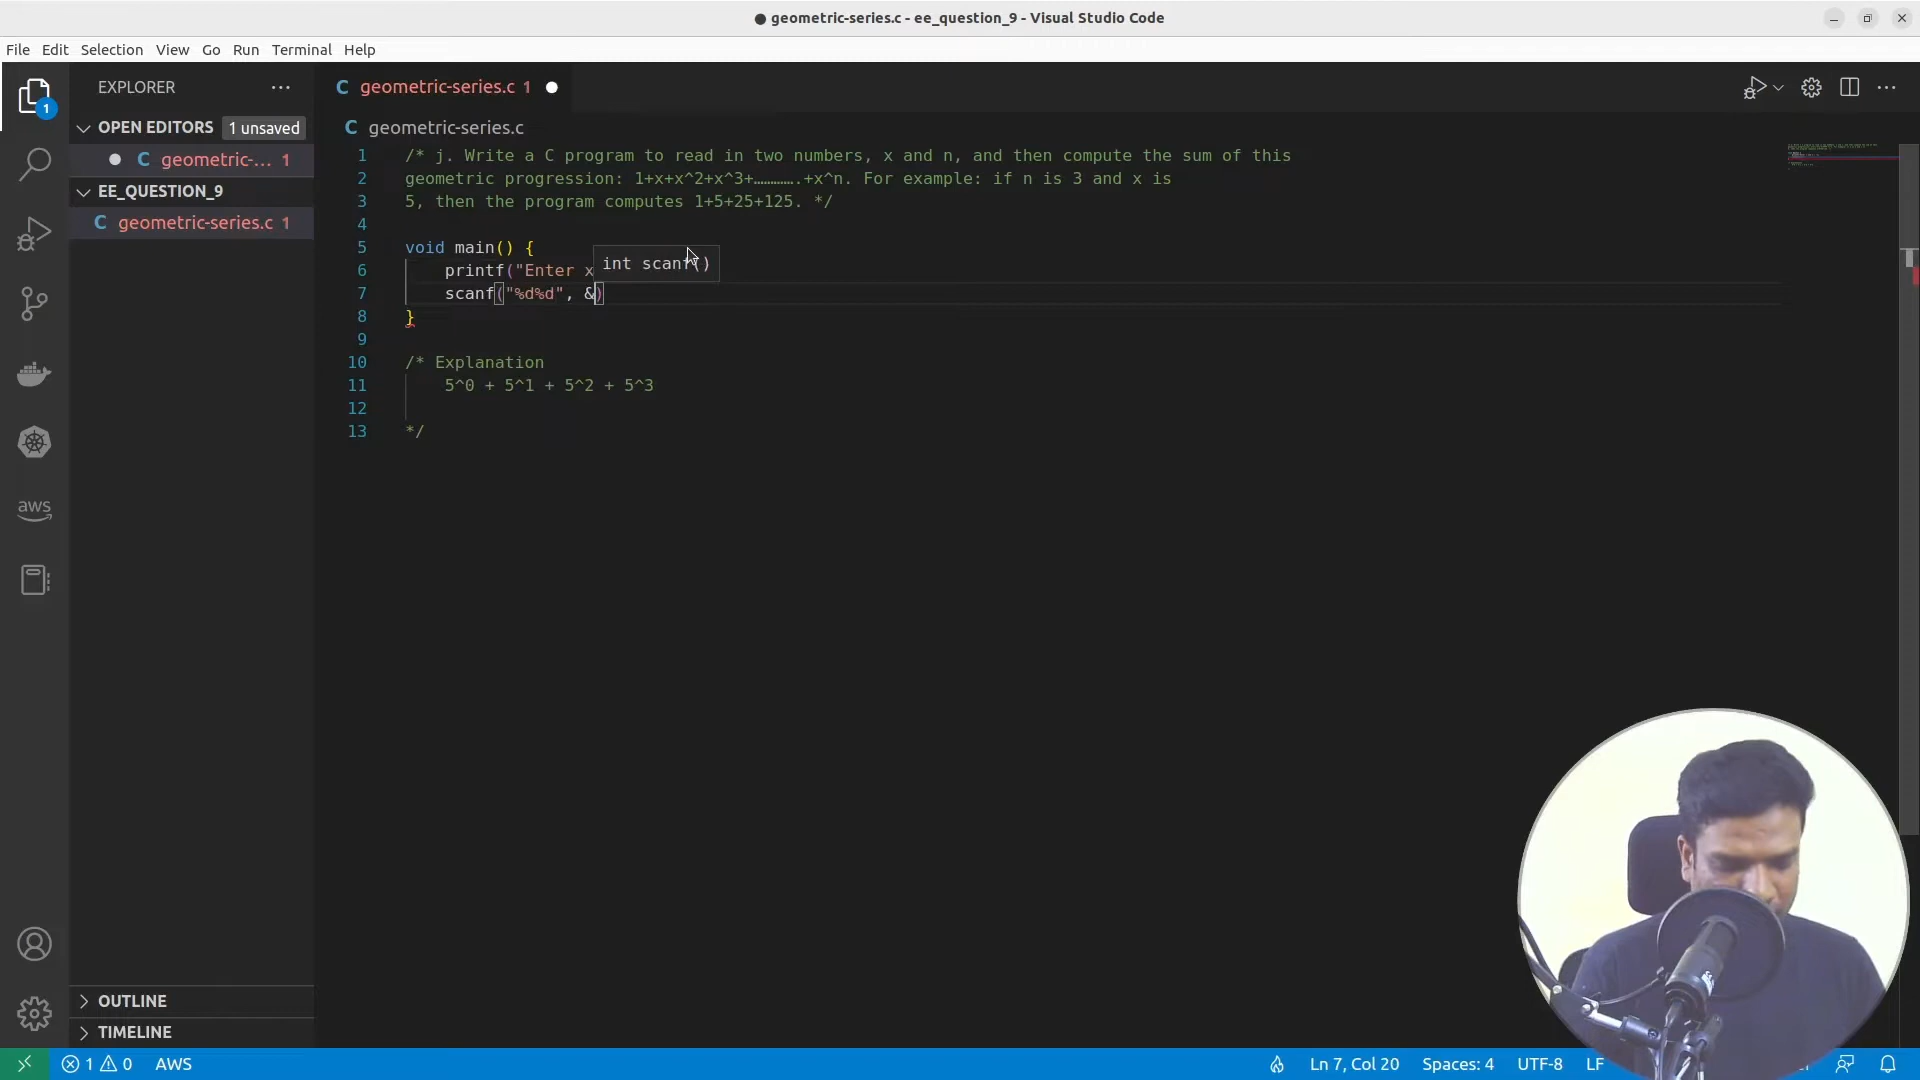 ● geometric-series.c - ee_question_9 - Visual Studio Code
File Edit Selection View Go Run Terminal Help
EXPLORER
geometric-series.c 1
1
OPEN EDITORS 1 unsaved
geometric-series.c
geometric-... 1
EE_QUESTION_9
geometric-series.c 1
1 /* j. Write a C program to read in two numbers, x and n, and then compute the sum of this
2 geometric progression: 1+x+x^2+x^3+………….+x^n. For example: if n is 3 and x is
3 5, then the program computes 1+5+25+125. */
4
5 void main() {
6 printf("Enter x
int scanf()
7 scanf("%d%d", &)
8 }
9
10 /* Explanation
11 5^0 + 5^1 + 5^2 + 5^3
12
13 */
aws
OUTLINE
TIMELINE
1 0 AWS
Ln 7, Col 20 Spaces: 4 UTF-8 LF